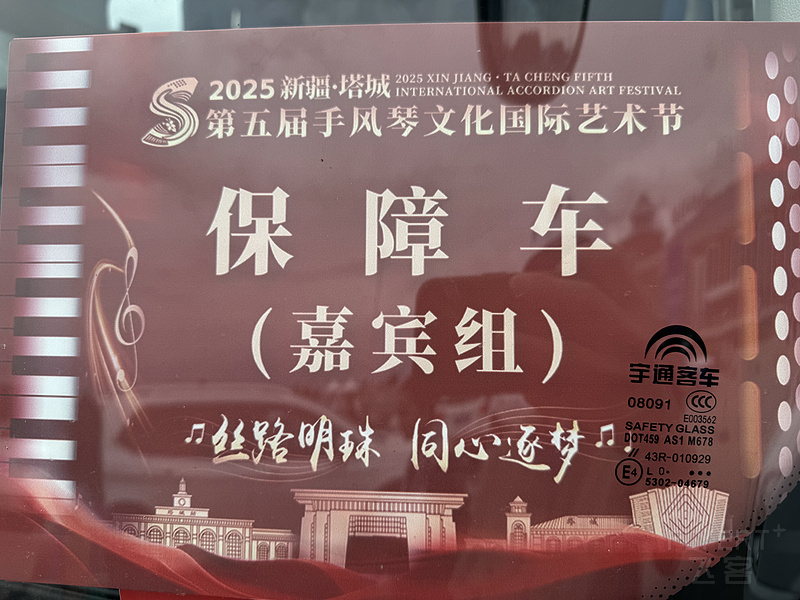 2025新疆·塔城
2025 XIN JIANG · TA CHENG FIFTH
INTERNATIONAL ACCORDION ART FESTIVAL
第五届手风琴文化国际艺术节
保障车
(嘉宾组)
丝路明珠 同心逐梦
宇通客车
08091 CCC
E003562
SAFETY GLASS
DOT459 AS1 M678
43R-010929
E4 L 0•
5302-04679
塔城